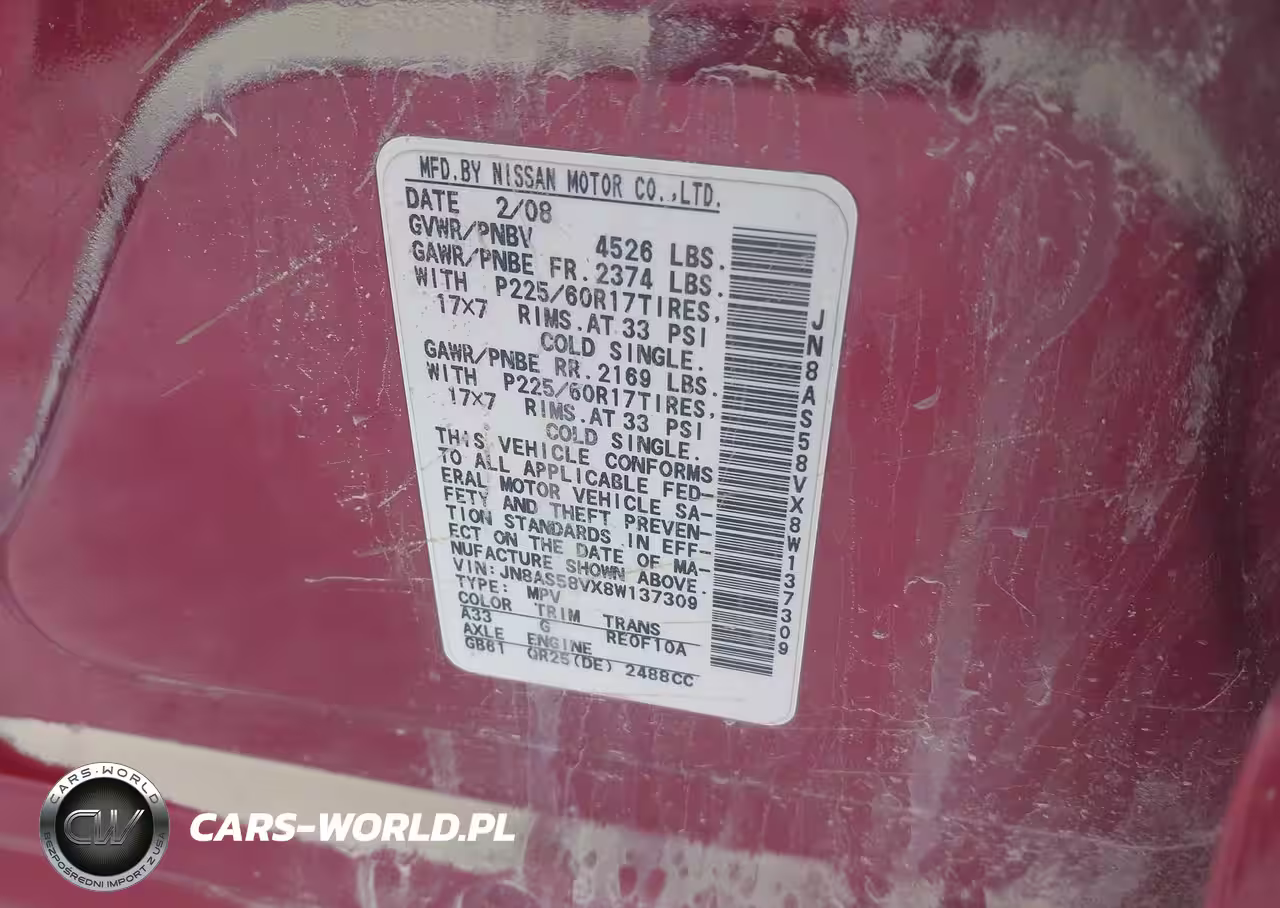 MFD.BY NISSAN MOTOR CO.,LTD.
DATE 2/08
GVWR/PNBV 4526 LBS.
GAWR/PNBE FR. 2374 LBS.
WITH P225/60R17TIRES,
17X7 RIMS.AT 33 PSI
COLD SINGLE.
GAWR/PNBE RR. 2169 LBS.
WITH P225/60R17TIRES,
17X7 RIMS.AT 33 PSI
COLD SINGLE.
THIS VEHICLE CONFORMS
TO ALL APPLICABLE FED-
ERAL MOTOR VEHICLE SA-
FETY AND THEFT PREVEN-
TION STANDARDS IN EFF-
ECT ON THE DATE OF MA-
NUFACTURE SHOWN ABOVE.
VIN: JN8AS58VX8W137309
TYPE: MPV
COLOR TRIM TRANS
A33 G RE0F10A
AXLE ENGINE
GB61 QR25(DE) 2488CC
JN8AS58VX8W137309
CARS-WORLD
CW
BEZPOŚREDNI IMPORT Z USA
CARS-WORLD.PL